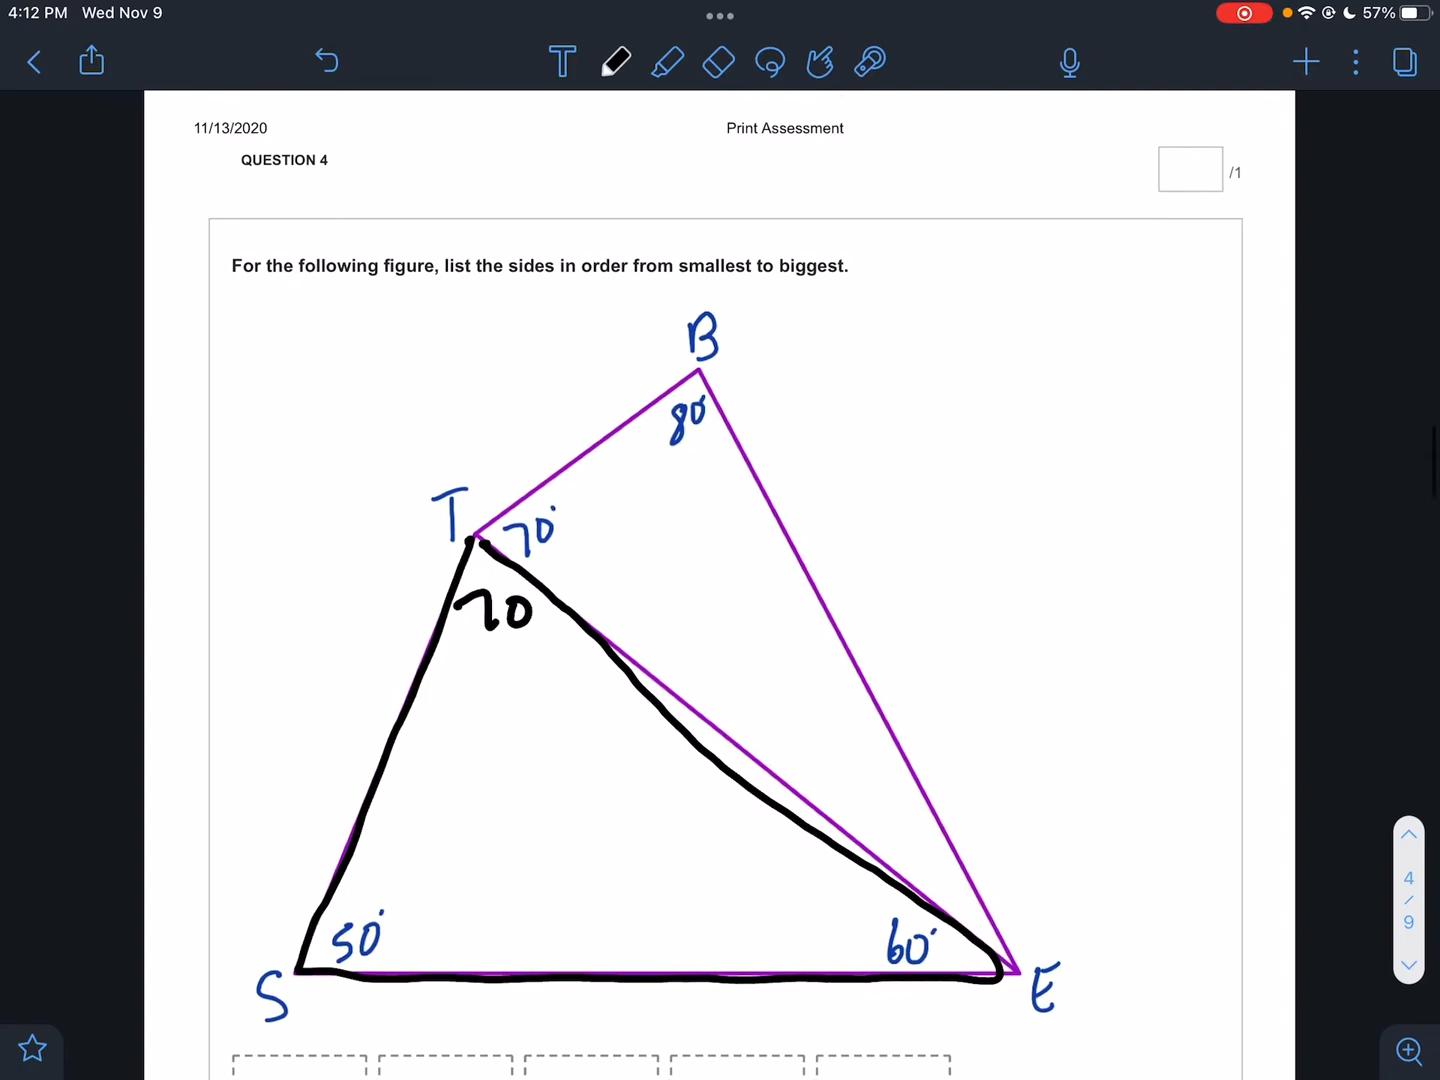 4:12 PM Wed Nov 9
57%
T
11/13/2020
Print Assessment
QUESTION 4
/1
For the following figure, list the sides in order from smallest to biggest.
B
80°
T
70°
70
50°
60°
S
E
4
/
9